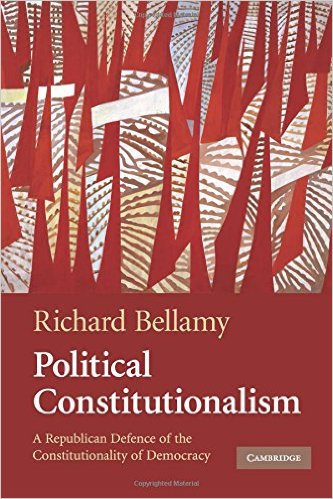 Richard Bellamy
Political
Constitutionalism
A Republican Defence of the
Constitutionality of Democracy
CAMBRIDGE